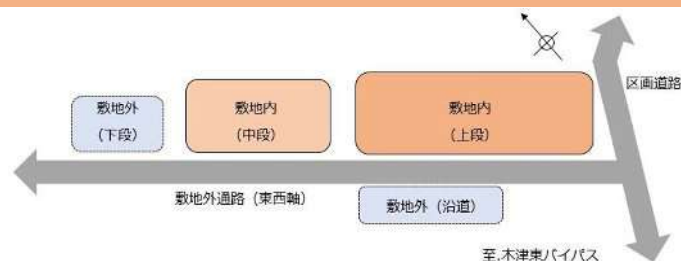 区画道路
敷地外
(下段)
敷地内
(中段)
敷地内
(上段)
敷地外通路(東西軸)
敷地外(沿道)
至.木津東バイパス